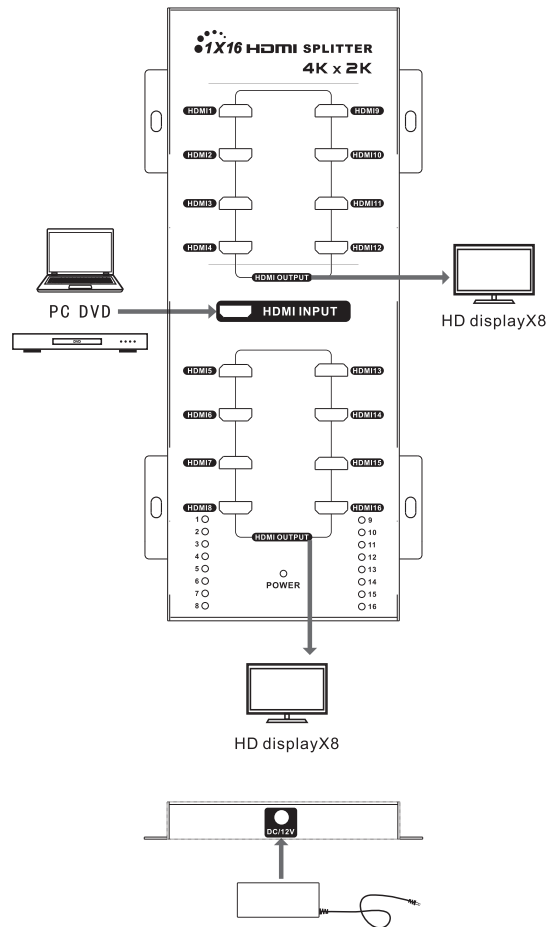 1X16 HDMI SPLITTER
4K x 2K
HDMI1 HDMI9
HDMI2 HDMI10
HDMI3 HDMI11
HDMI4 HDMI12
HDMI OUTPUT
HD displayX8
PC DVD
HDMI INPUT
DVD
HDMI5 HDMI13
HDMI6 HDMI14
HDMI7 HDMI15
HDMI8 HDMI16
1 9
2 10
3 11
4 12
5 13
6 14
7 15
8 16
HDMI OUTPUT
POWER
HD displayX8
DC/12V